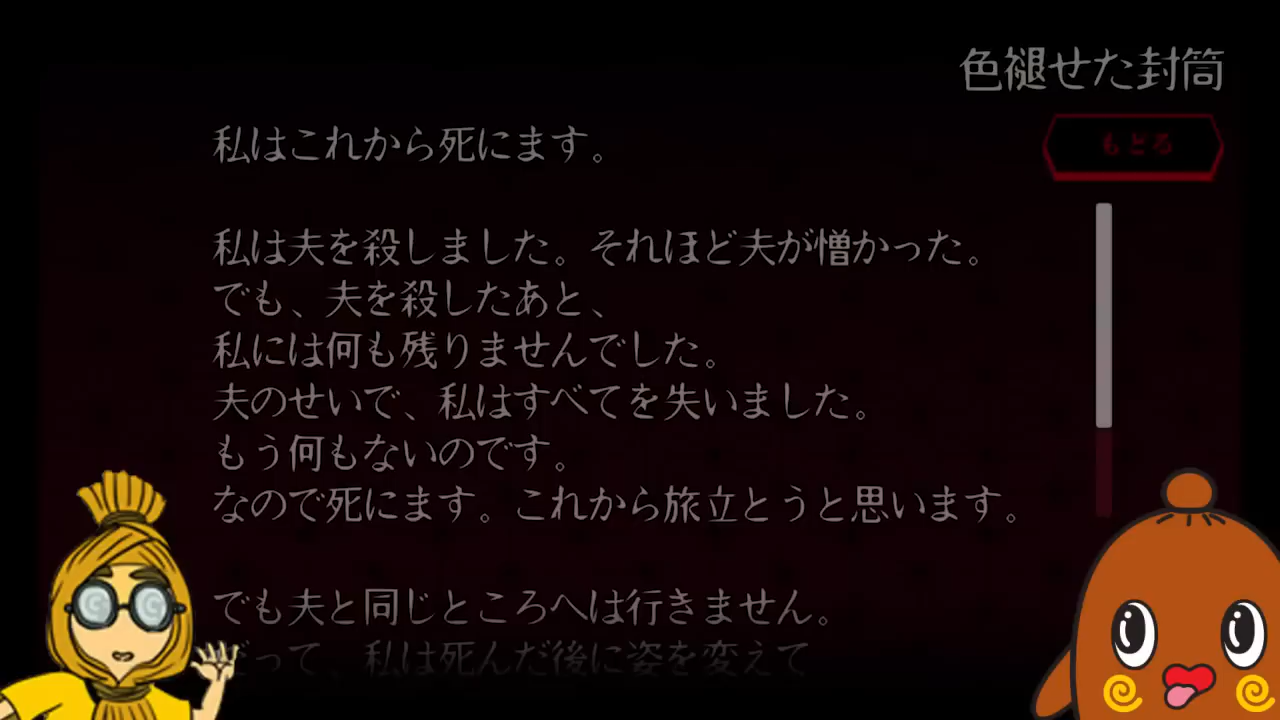 色褪せた封筒
もどる
私はこれから死にます。
私は夫を殺しました。それほど夫が憎かった。
でも、夫を殺したあと、
私には何も残りませんでした。
夫のせいで、私はすべてを失いました。
もう何もないのです。
なので死にます。これから旅立とうと思います。
でも夫と同じところへは行きません。
だって、私は死んだ後に姿を変えて